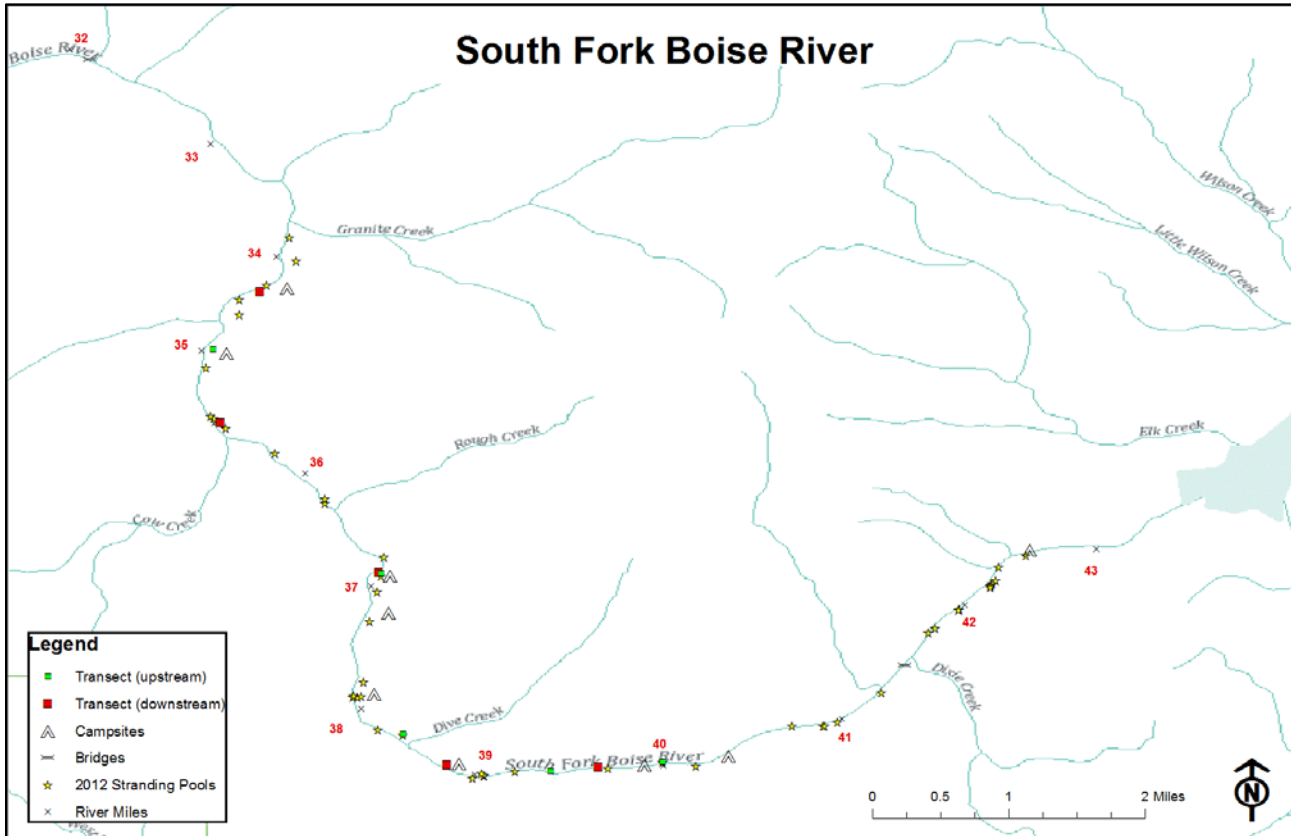 South Fork Boise River
32
Boise River
33
Wilson Creek
Little Wilson Creek
Granite Creek
34
35
Elk Creek
Rough Creek
36
Cow Creek
37
43
42
Dixie Creek
Dive Creek
38
39
South Fork Boise River
40
41
Legend
Transect (upstream)
Transect (downstream)
Campsites
Bridges
2012 Stranding Pools
River Miles
0 0.5 1 2 Miles
N